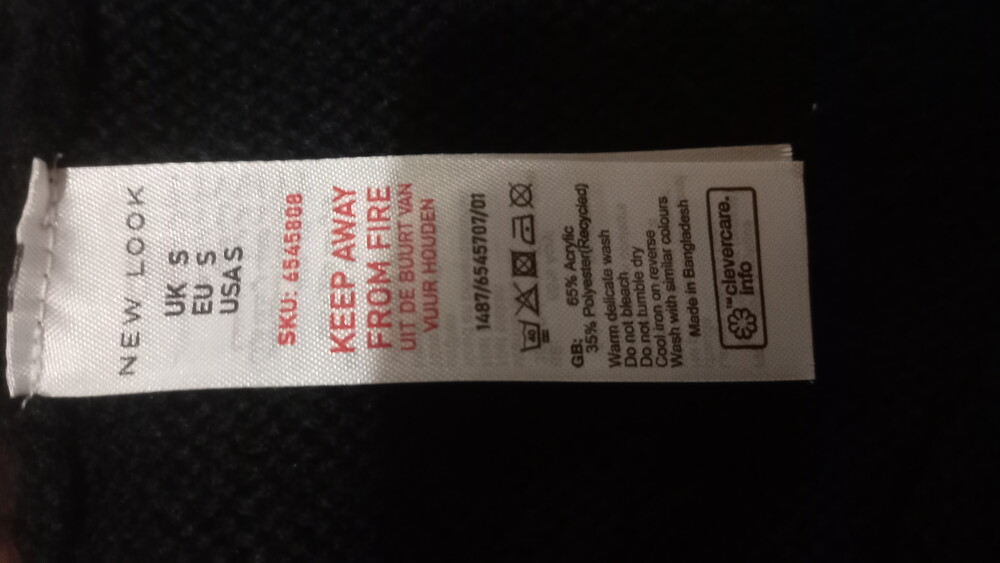 NEW LOOK
UK S
EU S
USA S
SKU: 6545808
KEEP AWAY
FROM FIRE
UIT DE BUURT VAN
VUUR HOUDEN
1487/6545707/01
40
GB: 65% Acrylic
35% Polyester(Recycled)
Warm delicate wash
Do not bleach
Do not tumble dry
Cool iron on reverse
Wash with similar colours
Made in Bangladesh
™clevercare.
info